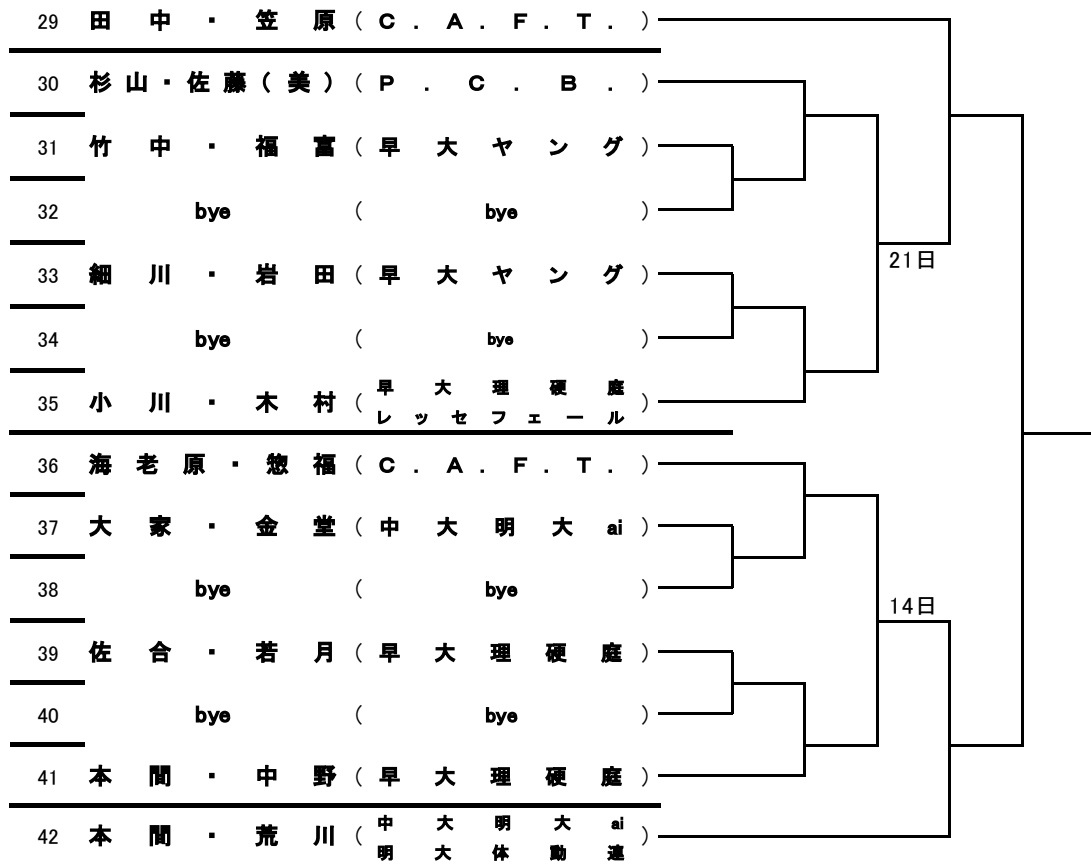 29 田中・笠原 (C.A.F.T.)
30 杉山・佐藤(美) (P.C.B.)
31 竹中・福富 (早大ヤング)
32 bye (bye)
21日
33 細川・岩田 (早大ヤング)
34 bye (bye)
35 小川・木村 (早大理硬庭
レッセフェール)
36 海老原・惣福 (C.A.F.T.)
37 大家・金堂 (中大明大ai)
38 bye (bye)
14日
39 佐合・若月 (早大理硬庭)
40 bye (bye)
41 本間・中野 (早大理硬庭)
42 本間・荒川 (中大明大ai
明大体動連)